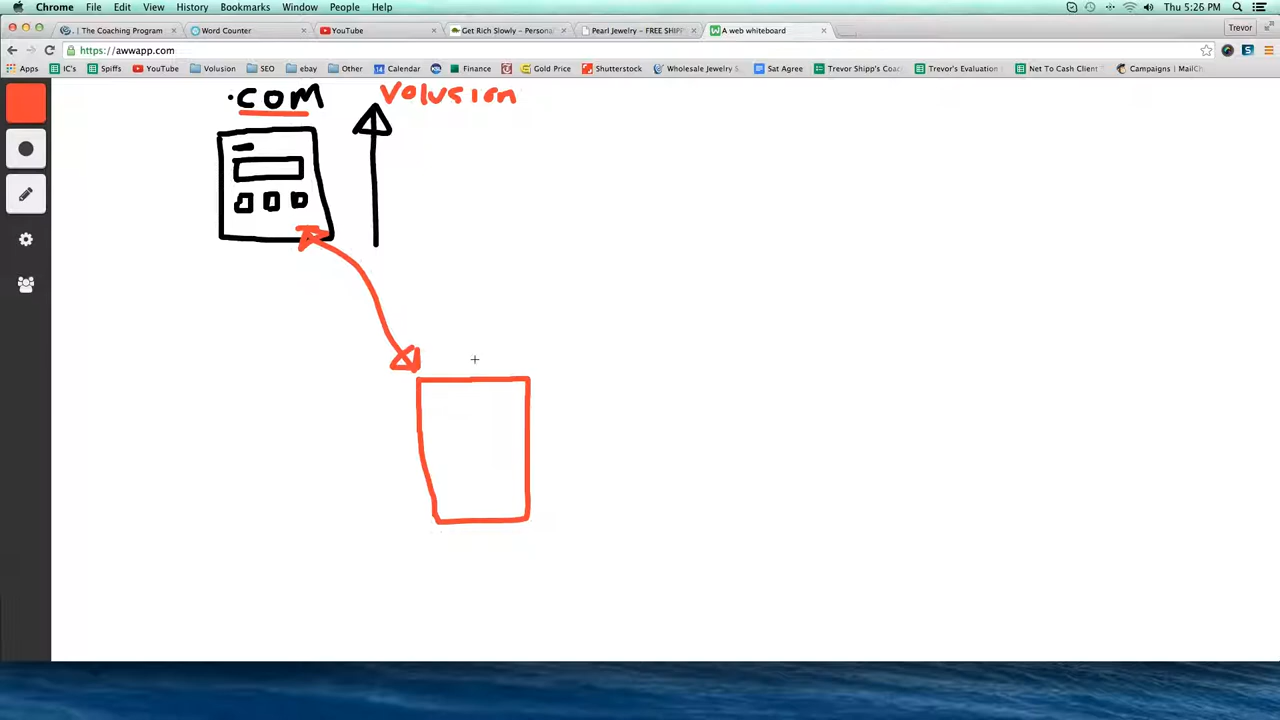 Chrome File Edit View History Bookmarks Window People Help Thu 5:26 PM
. | The Coaching Program Word Counter YouTube Get Rich Slowly – Persona Pearl Jewelry – FREE SHIPP A web whiteboard Trevor
https://awwapp.com
Apps IC's Spiffs YouTube Volusion SEO ebay Other Calendar Finance Gold Price Shutterstock Wholesale Jewelry S Sat Agree Trevor Shipp's Coac Trevor's Evaluation Net To Cash Client Campaigns | MailC
.com Volusion